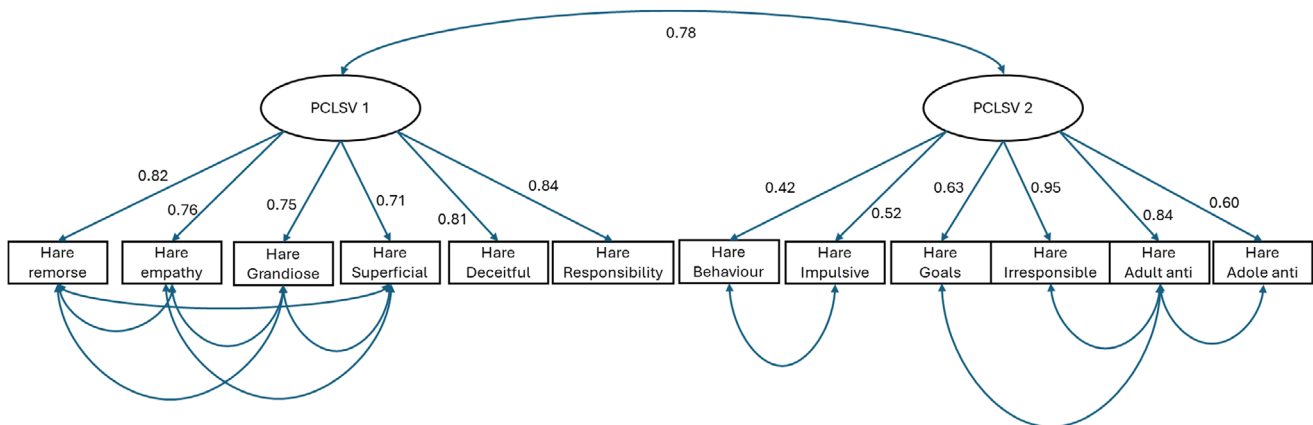 0.78
PCLSV 1
PCLSV 2
0.82
0.76
0.75
0.71
0.81
0.84
0.42
0.52
0.63
0.95
0.84
0.60
Hare
remorse
Hare
empathy
Hare
Grandiose
Hare
Superficial
Hare
Deceitful
Hare
Responsibility
Hare
Behaviour
Hare
Impulsive
Hare
Goals
Hare
Irresponsible
Hare
Adult anti
Hare
Adole anti